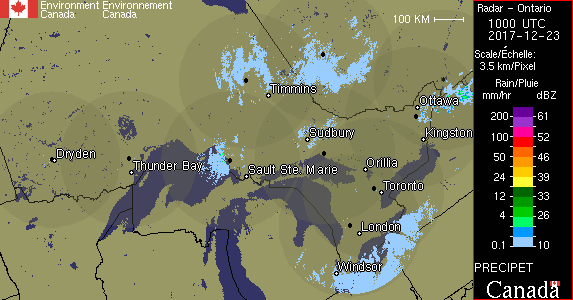 Environment Environnement
Canada Canada
100 KM
Radar - Ontario
1000 UTC
2017-12-23
Scale/Échelle:
3.5 km/Pixel
Rain/Pluie
mm/hr dBZ
200 61
100 52
50 46
24 39
12 33
4 26
0.1 10
PRECIPET
Canada
Timmins
Ottawa
Sudbury
Kingston
Dryden
Thunder Bay
Sault Ste. Marie
Orillia
Toronto
London
Windsor